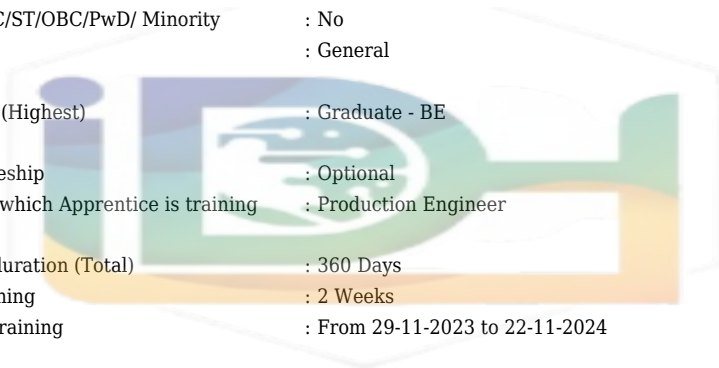 C/ST/OBC/PwD/ Minority : No
: General
(Highest) : Graduate - BE
eship : Optional
which Apprentice is training : Production Engineer
duration (Total) : 360 Days
ning : 2 Weeks
raining : From 29-11-2023 to 22-11-2024